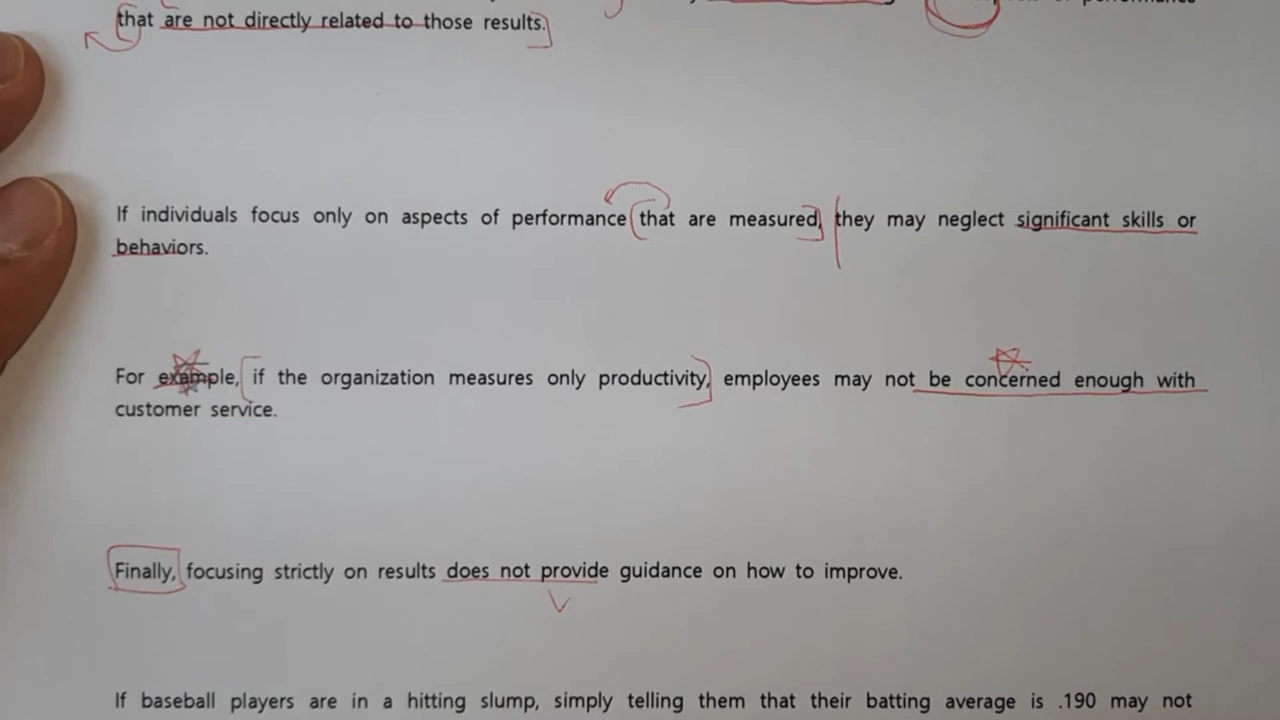 that are not directly related to those results.
If individuals focus only on aspects of performance that are measured, they may neglect significant skills or
behaviors.
For example, if the organization measures only productivity, employees may not be concerned enough with
customer service.
Finally, focusing strictly on results does not provide guidance on how to improve.
V
If baseball players are in a hitting slump, simply telling them that their batting average is .190 may not